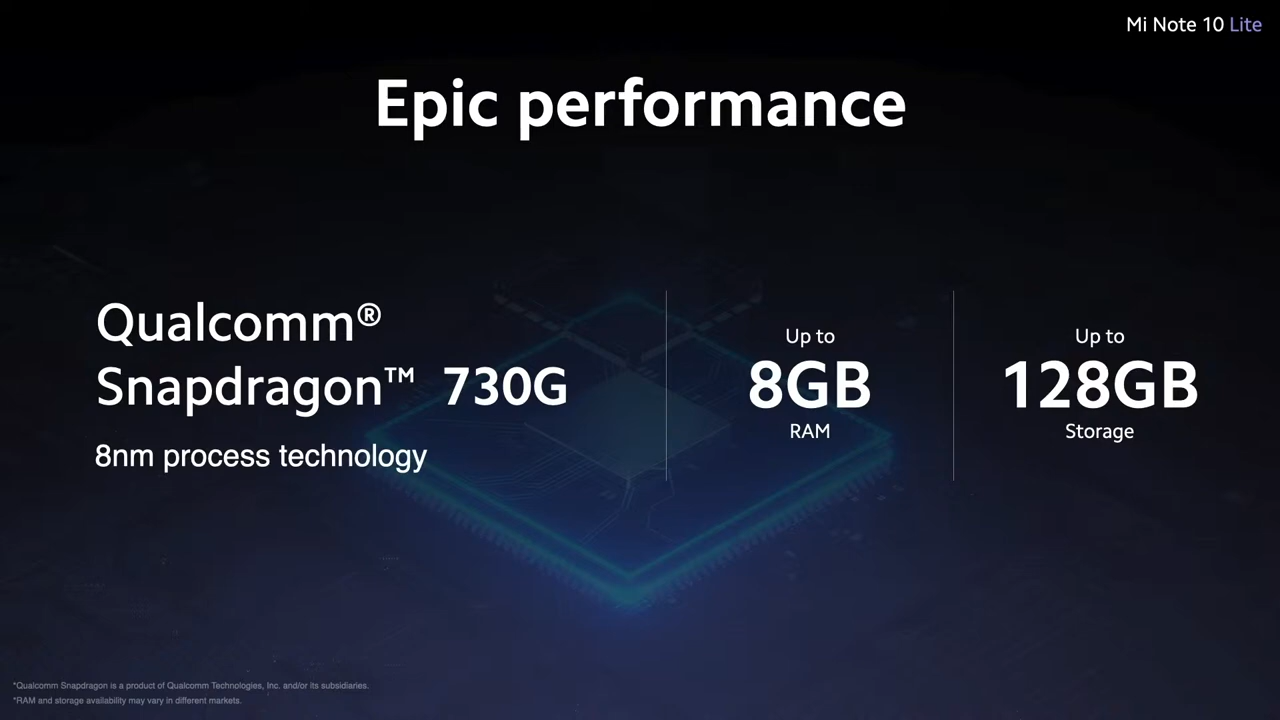 Mi Note 10 Lite
Epic performance
Qualcomm®
Snapdragon™ 730G
8nm process technology
Up to
8GB
RAM
Up to
128GB
Storage
*Qualcomm Snapdragon is a product of Qualcomm Technologies, Inc. and/or its subsidiaries.
*RAM and storage availability may vary in different markets.